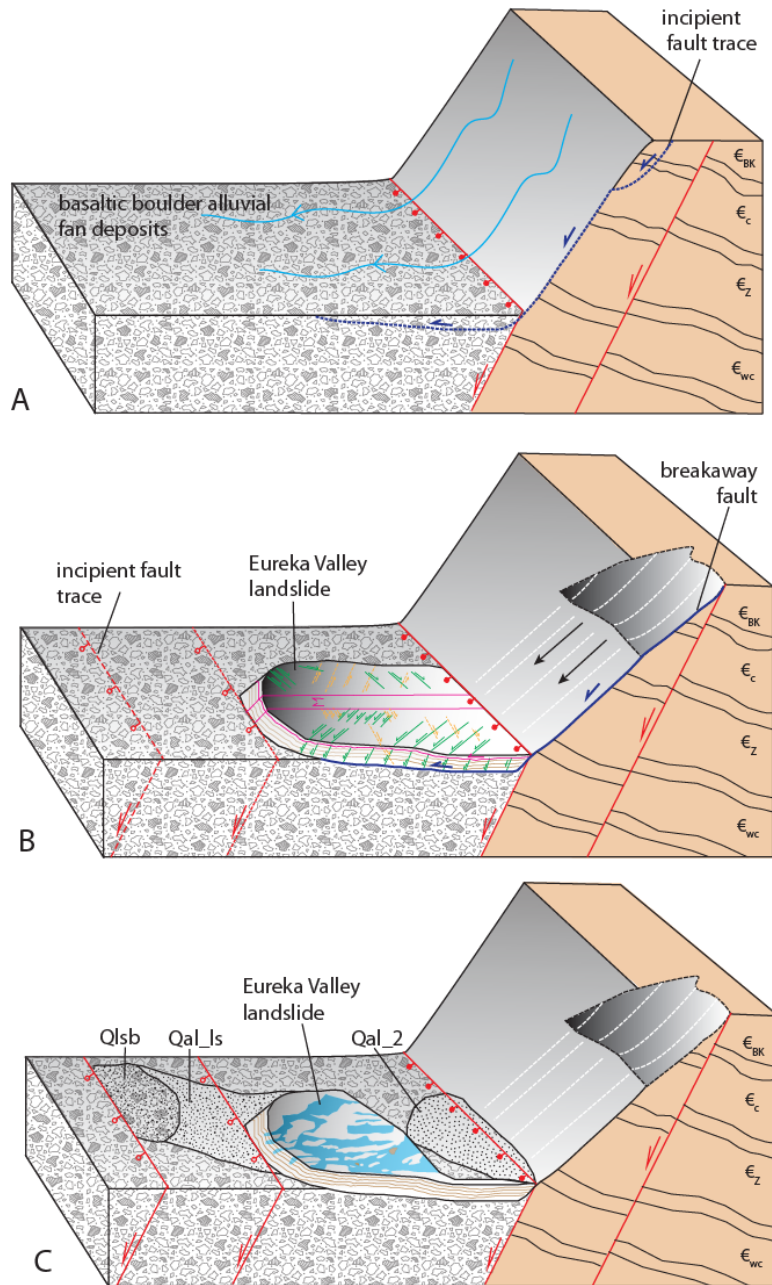 incipient
fault trace
€BK
€c
€Z
€wc
basaltic boulder alluvial
fan deposits
A
breakaway
fault
Eureka Valley
landslide
incipient fault
trace
€BK
€c
€Z
€wc
B
Eureka Valley
landslide
Qlsb
Qal_ls
Qal_2
€BK
€c
€Z
€wc
C